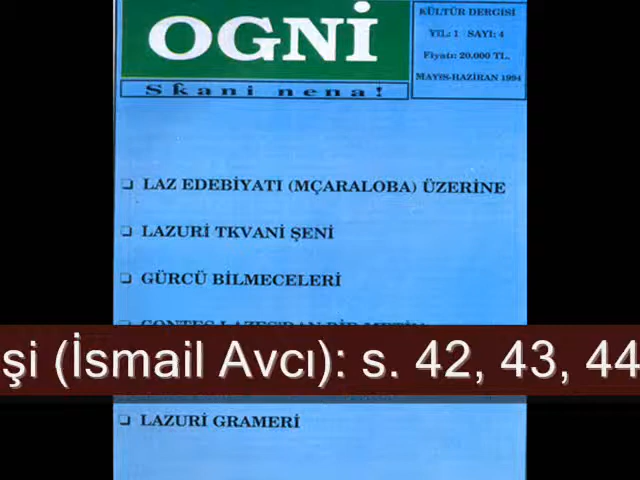 OGNİ
KÜLTÜR DERGİSİ
YIL: 1 SAYI: 4
Fiyatı: 20.000 TL.
MAYIS-HAZİRAN 1994
Sǩani nena!
❏ LAZ EDEBİYATI (MÇARALOBA) ÜZERİNE
❏ LAZURİ TKVANİ ŞENİ
❏ GÜRCÜ BİLMECELERİ
şi (İsmail Avcı): s. 42, 43, 44
❏ LAZURİ GRAMERİ